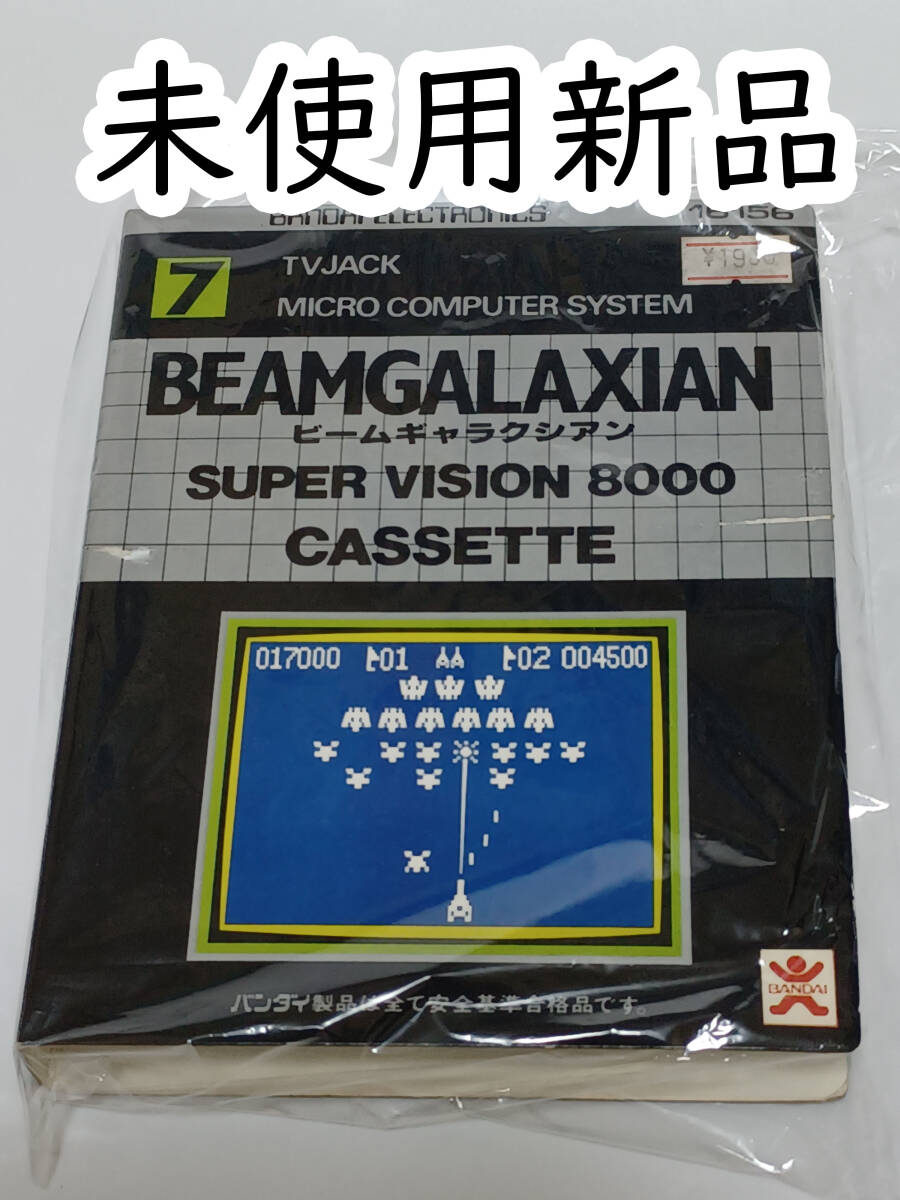 未使用新品
BANDAI ELECTRONICS
16156
7
TVJACK
MICRO COMPUTER SYSTEM
BEAMGALAXIAN
ビームギャラクシアン
SUPER VISION 8000
CASSETTE
017000 01 02 004500
バンダイ製品は全て安全基準合格品です。
BANDAI